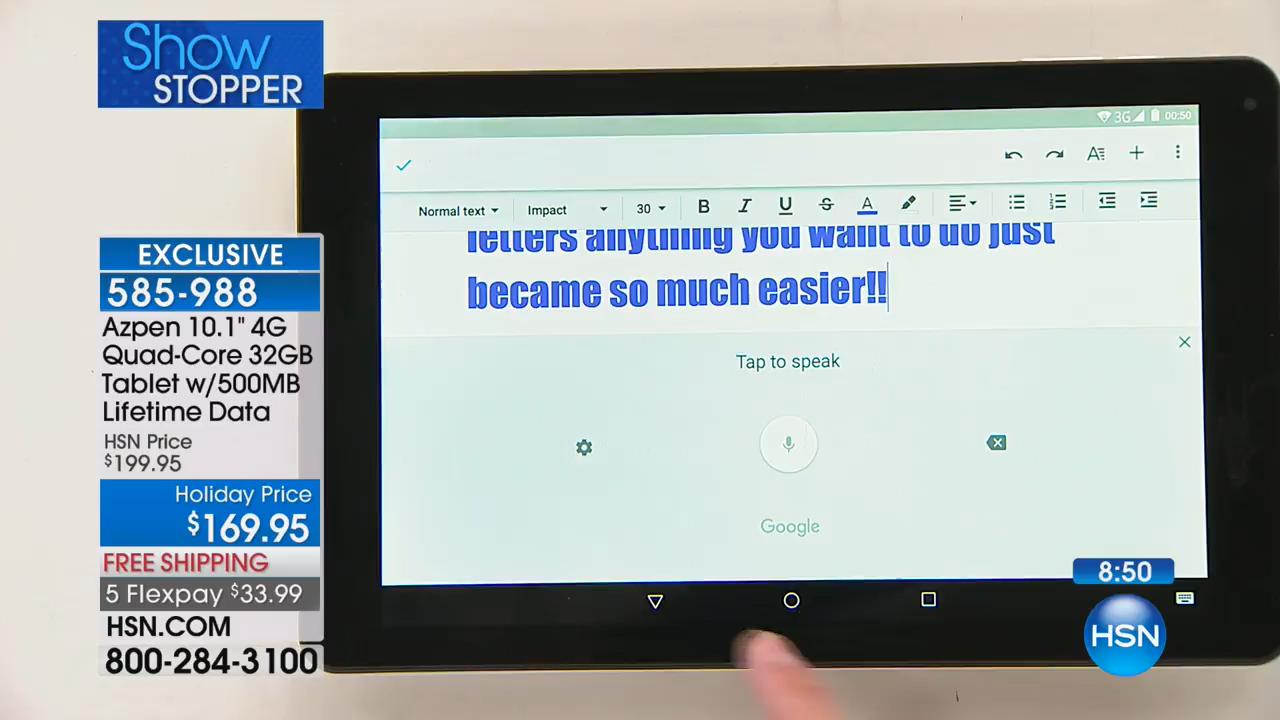 Show
STOPPER
EXCLUSIVE
585-988
Azpen 10.1" 4G
Quad-Core 32GB
Tablet w/500MB
Lifetime Data
HSN Price
$199.95
Holiday Price
$169.95
FREE SHIPPING
5 Flexpay $33.99
HSN.COM
800-284-3100
3G 00:50
A
Normal text Impact 30 B I U S A
letters anything you want to do just
became so much easier!!
Tap to speak
Google
8:50
HSN